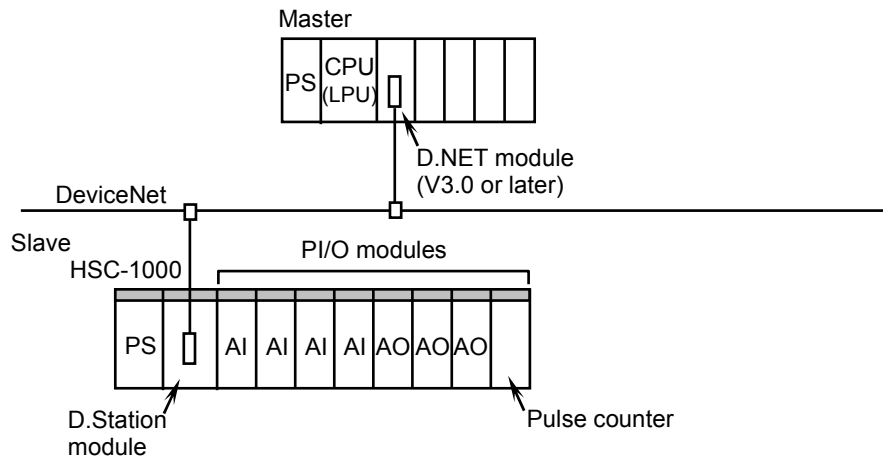 Master
PS
CPU
(LPU)
D.NET module
(V3.0 or later)
DeviceNet
Slave
HSC-1000
PI/O modules
PS
AI
AI
AI
AI
AO
AO
AO
D.Station
module
Pulse counter